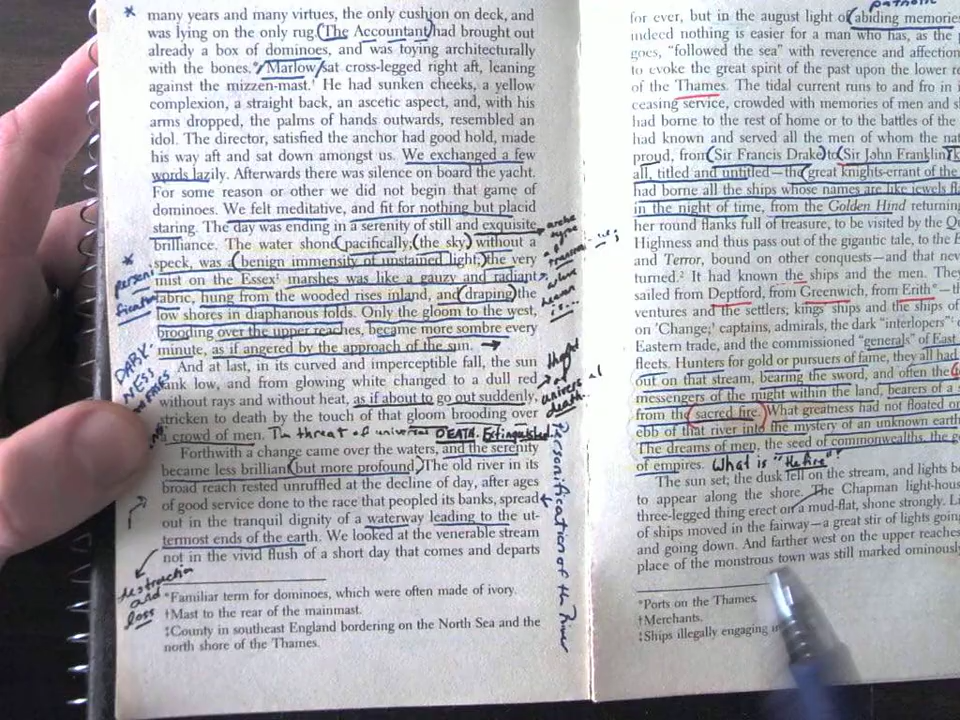 many years and many virtues, the only cushion on deck, and
was lying on the only rug. The Accountant had brought out
already a box of dominoes, and was toying architecturally
with the bones.* Marlow sat cross-legged right aft, leaning
against the mizzen-mast.† He had sunken cheeks, a yellow
complexion, a straight back, an ascetic aspect, and, with his
arms dropped, the palms of hands outwards, resembled an
idol. The director, satisfied the anchor had good hold, made
his way aft and sat down amongst us. We exchanged a few
words lazily. Afterwards there was silence on board the yacht.
For some reason or other we did not begin that game of
dominoes. We felt meditative, and fit for nothing but placid
staring. The day was ending in a serenity of still and exquisite
brilliance. The water shone pacifically, the sky, without a
speck, was a benign immensity of unstained light; the very
mist on the Essex‡ marshes was like a gauzy and radiant
fabric, hung from the wooded rises inland, and draping the
low shores in diaphanous folds. Only the gloom to the west,
brooding over the upper reaches, became more sombre every
minute, as if angered by the approach of the sun.
And at last, in its curved and imperceptible fall, the sun
sank low, and from glowing white changed to a dull red
without rays and without heat, as if about to go out suddenly,
stricken to death by the touch of that gloom brooding over
a crowd of men. The threat of universal DEATH. Extinguished
Forthwith a change came over the waters, and the serenity
became less brilliant but more profound. The old river in its
broad reach rested unruffled at the decline of day, after ages
of good service done to the race that peopled its banks, spread
out in the tranquil dignity of a waterway leading to the ut-
termost ends of the earth. We looked at the venerable stream
not in the vivid flush of a short day that comes and departs
*Familiar term for dominoes, which were often made of ivory.
†Mast to the rear of the mainmast.
‡County in southeast England bordering on the North Sea and the
north shore of the Thames.
personi
fication
DARK-
NESS
destruction
and
loss
heaven
is...
thought
of
universal
death.
Personification of the River
for ever, but in the august light of abiding memories
indeed nothing is easier for a man who has, as the
goes, "followed the sea" with reverence and affection
to evoke the great spirit of the past upon the lower
of the Thames. The tidal current runs to and fro in
ceasing service, crowded with memories of men and
had borne to the rest of home or to the battles of the
had known and served all the men of whom the
proud, from Sir Francis Drake to Sir John Franklin
all, titled and untitled—the great knights-errant of the
had borne all the ships whose names are like jewels
in the night of time, from the Golden Hind returning
her round flanks full of treasure, to be visited by the
Highness and thus pass out of the gigantic tale, to the
and Terror, bound on other conquests—and that
turned.² It had known the ships and the men. They
sailed from Deptford, from Greenwich, from Erith*—
ventures and the settlers; kings' ships and the ships of
on 'Change;† captains, admirals, the dark "interlopers"
Eastern trade, and the commissioned "generals" of East
fleets. Hunters for gold or pursuers of fame, they all had
out on that stream, bearing the sword, and often the
messengers of the might within the land, bearers of a
from the sacred fire. What greatness had not floated
ebb of that river into the mystery of an unknown earth
The dreams of men, the seed of commonwealths, the
of empires. What is "the fire"?
The sun set; the dusk fell on the stream, and lights
to appear along the shore. The Chapman light-house
three-legged thing erect on a mud-flat, shone strongly.
of ships moved in the fairway—a great stir of lights going
and going down. And farther west on the upper reaches
place of the monstrous town was still marked ominously
*Ports on the Thames.
†Merchants.
‡Ships illegally engaging